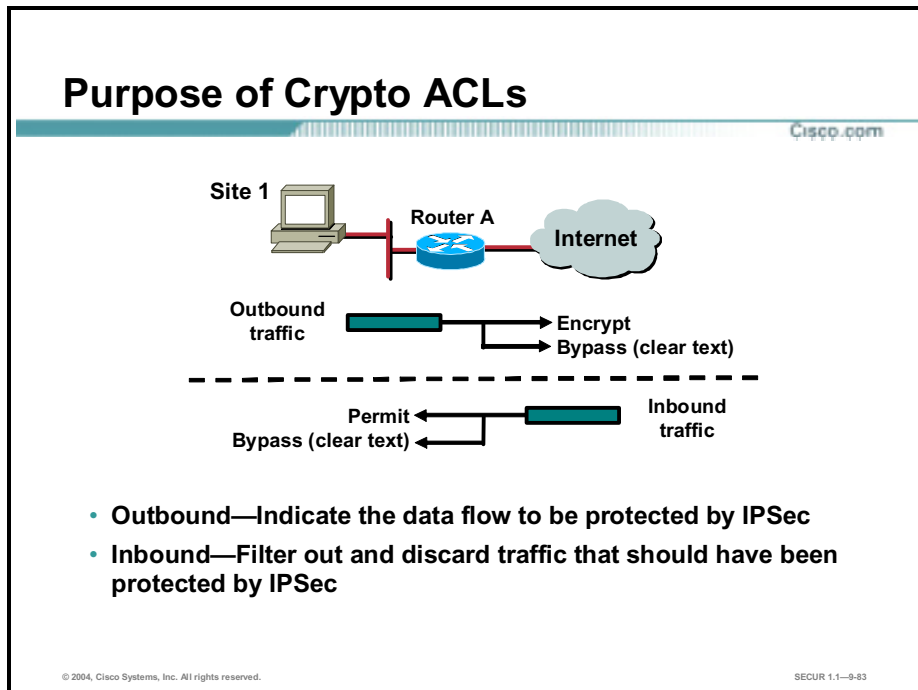 Purpose of Crypto ACLs
Cisco.com
Site 1
Router A
Internet
Outbound
traffic
Encrypt
Bypass (clear text)
Permit
Bypass (clear text)
Inbound
traffic
• Outbound—Indicate the data flow to be protected by IPSec
• Inbound—Filter out and discard traffic that should have been
protected by IPSec
© 2004, Cisco Systems, Inc. All rights reserved.
SECUR 1.1—9-83